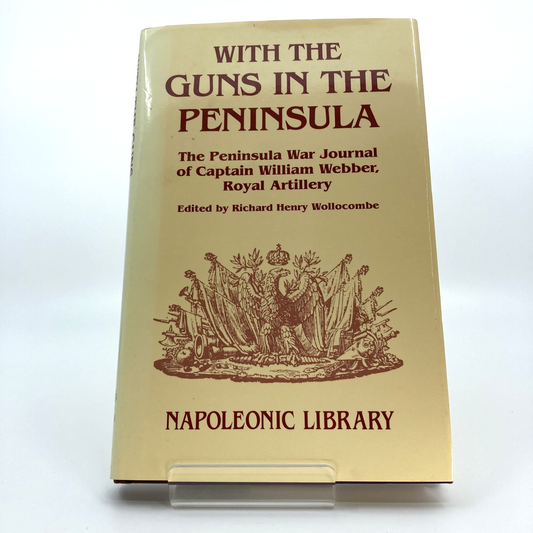 WITH THE
GUNS IN THE
PENINSULA
The Peninsula War Journal
of Captain William Webber,
Royal Artillery
Edited by Richard Henry Wollocombe
NAPOLEONIC LIBRARY